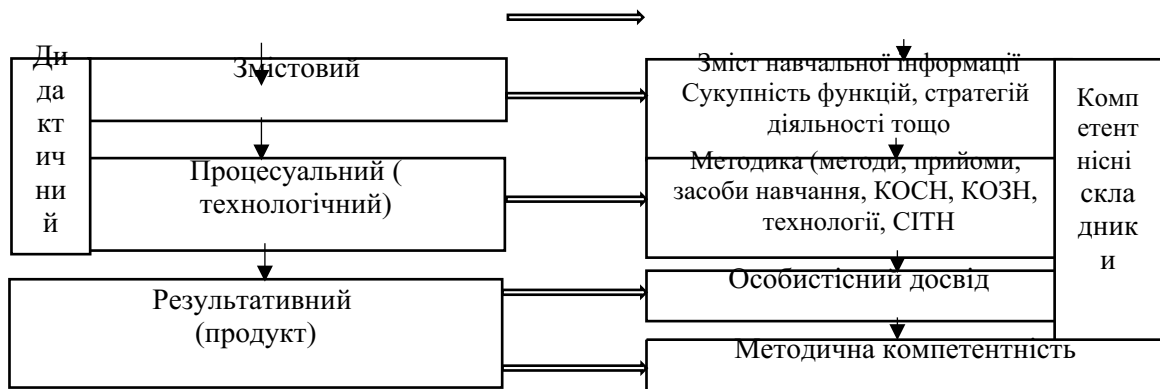 Ди
да
кт
ич
ни
й
Змістовий
Процесуальний (
технологічний)
Результативний
(продукт)
Зміст навчальної інформації
Сукупність функцій, стратегій
діяльності тощо
Методика (методи, прийоми,
засоби навчання, КОСН, КОЗН,
технології, СІТН
Особистісний досвід
Методична компетентність
Комп
етент
нісні
скла
дник
и